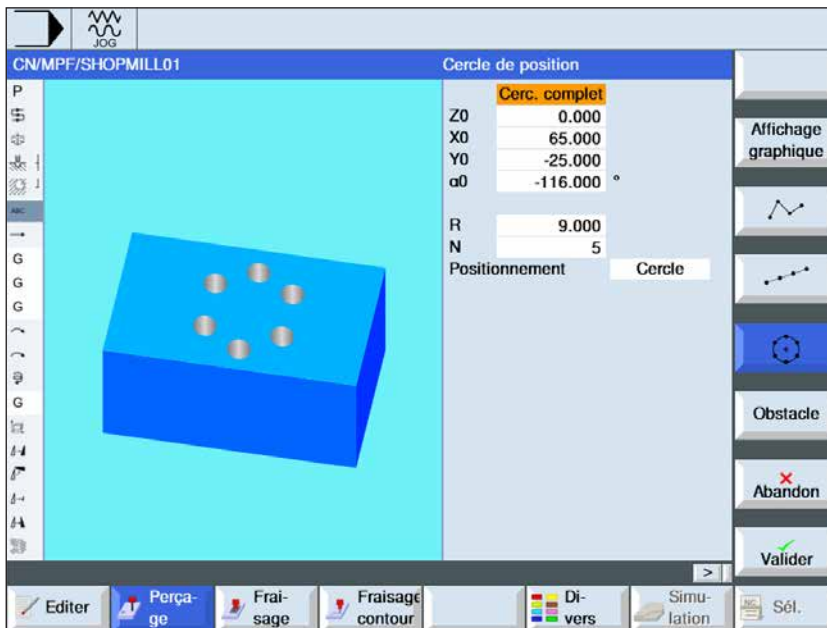 JOG
CN/MPF/SHOPMILL01
Cercle de position
P
Cerc. complet
Z0 0.000
X0 65.000
Y0 -25.000
α0 -116.000 °
R 9.000
N 5
Positionnement Cercle
ABC
G
G
G
G
Affichage
graphique
Obstacle
Abandon
Valider
>
Editer
Perça-
ge
Frai-
sage
Fraisage
contour
Di-
vers
Simu-
lation
NC
Sél.